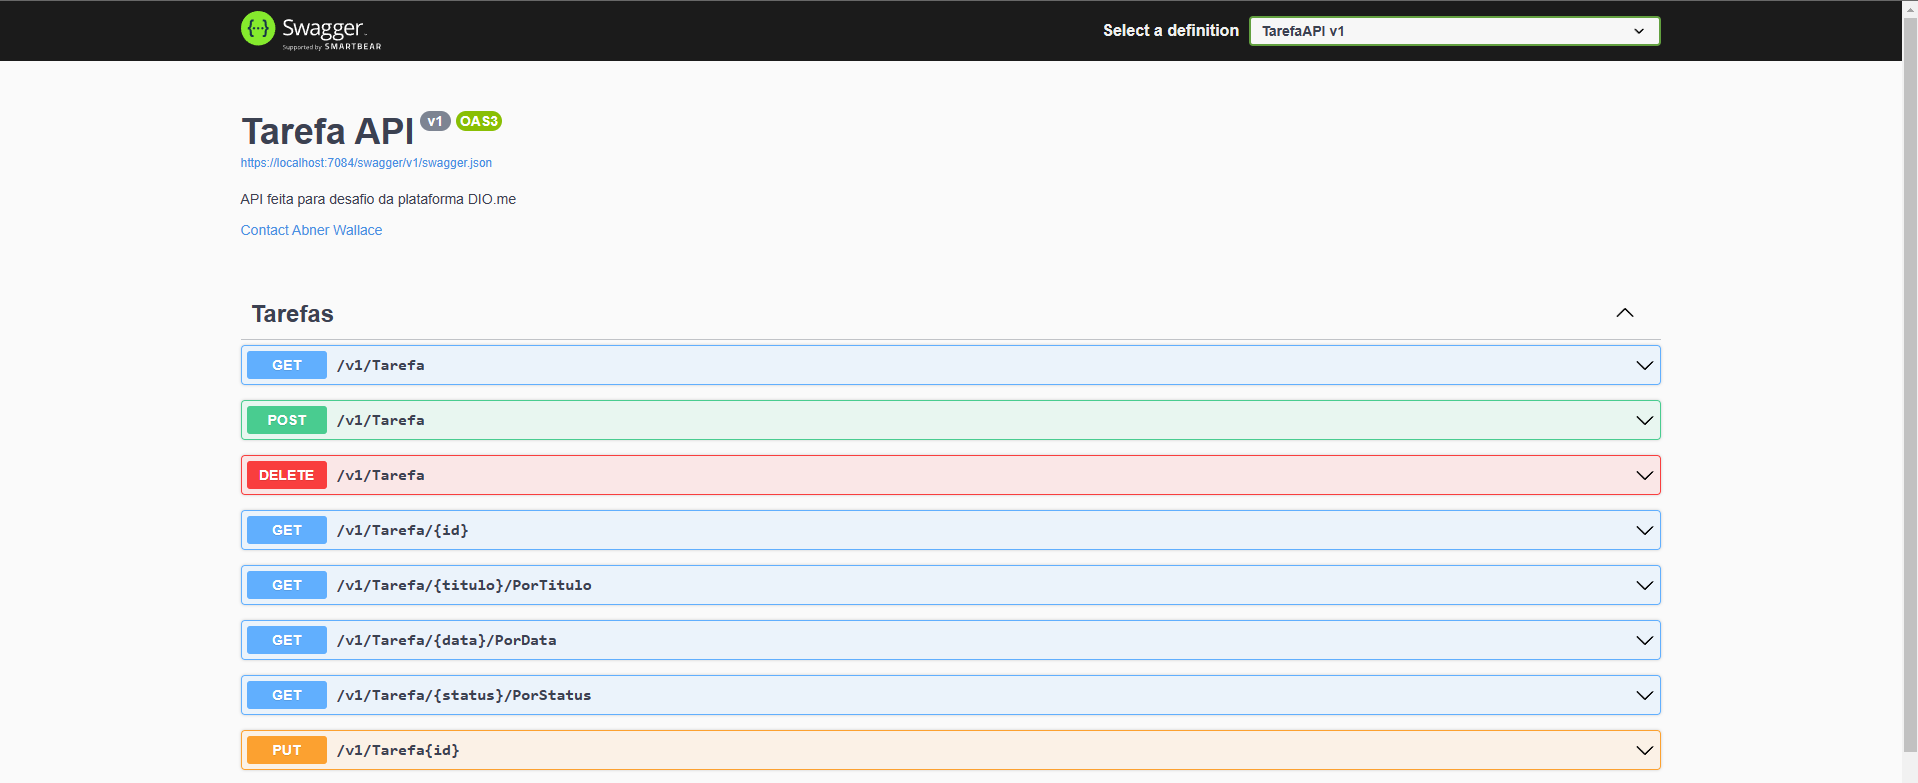 Swagger.
Supported by SMARTBEAR
Select a definition
TarefaAPI v1
Tarefa API v1 OAS3
https://localhost:7084/swagger/v1/swagger.json
API feita para desafio da plataforma DIO.me
Contact Abner Wallace
Tarefas
GET /v1/Tarefa
POST /v1/Tarefa
DELETE /v1/Tarefa
GET /v1/Tarefa/{id}
GET /v1/Tarefa/{titulo}/PorTitulo
GET /v1/Tarefa/{data}/PorData
GET /v1/Tarefa/{status}/PorStatus
PUT /v1/Tarefa{id}